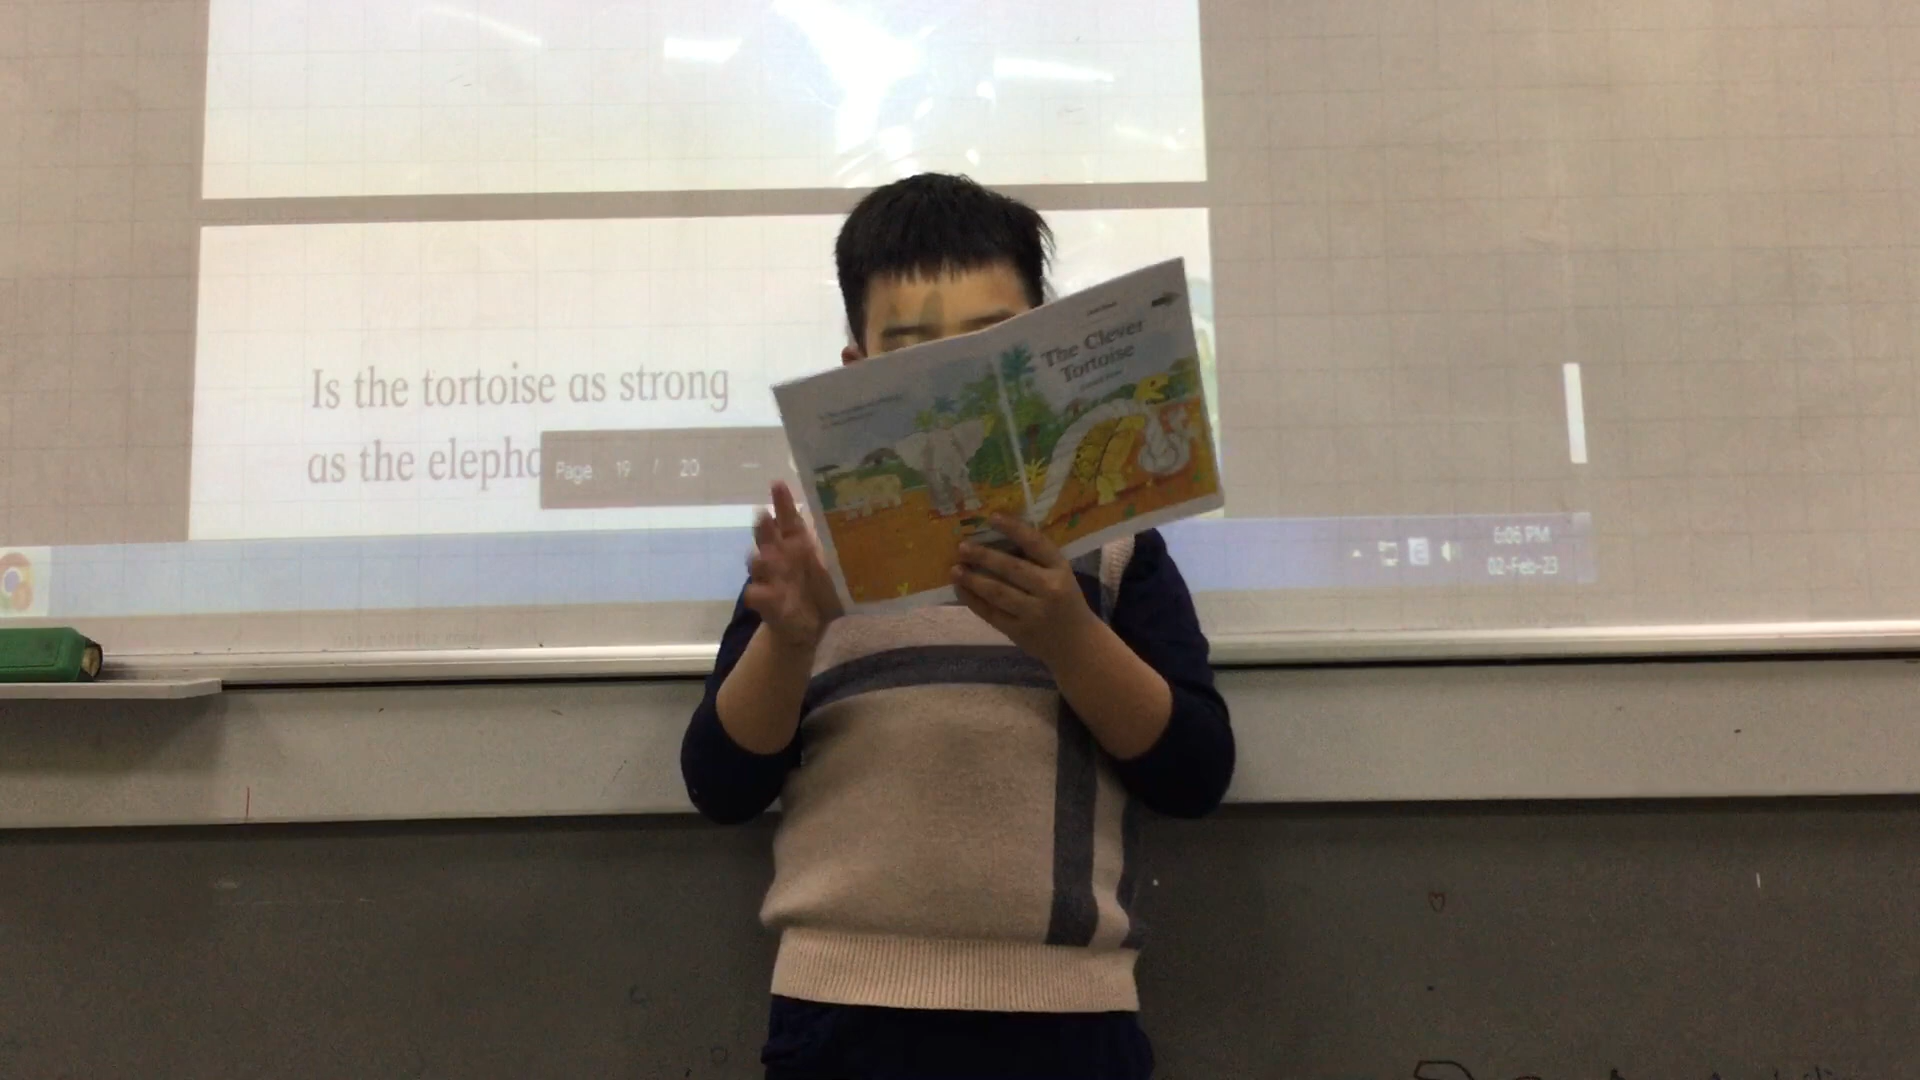 Is the tortoise as strong
as the elepha
Page 19 / 20
The Clever
Tortoise
6:06 PM
02-Feb-23